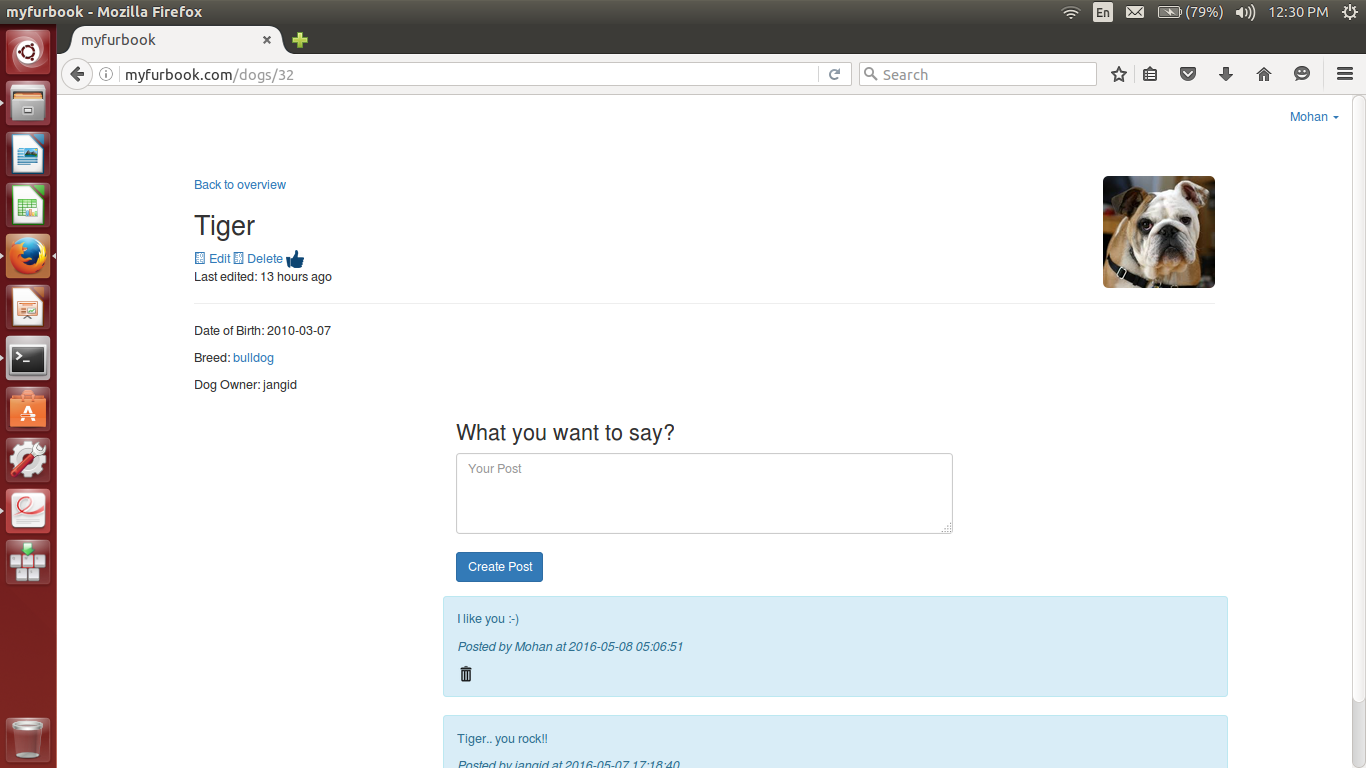 myfurbook - Mozilla Firefox
En
(79%)
12:30 PM
myfurbook
myfurbook.com/dogs/32
Search
Mohan
Back to overview
Tiger
Edit Delete
Last edited: 13 hours ago
Date of Birth: 2010-03-07
Breed: bulldog
Dog Owner: jangid
What you want to say?
Your Post
Create Post
I like you :-)
Posted by Mohan at 2016-05-08 05:06:51
Tiger.. you rock!!
Posted by jangid at 2016-05-07 17:18:40